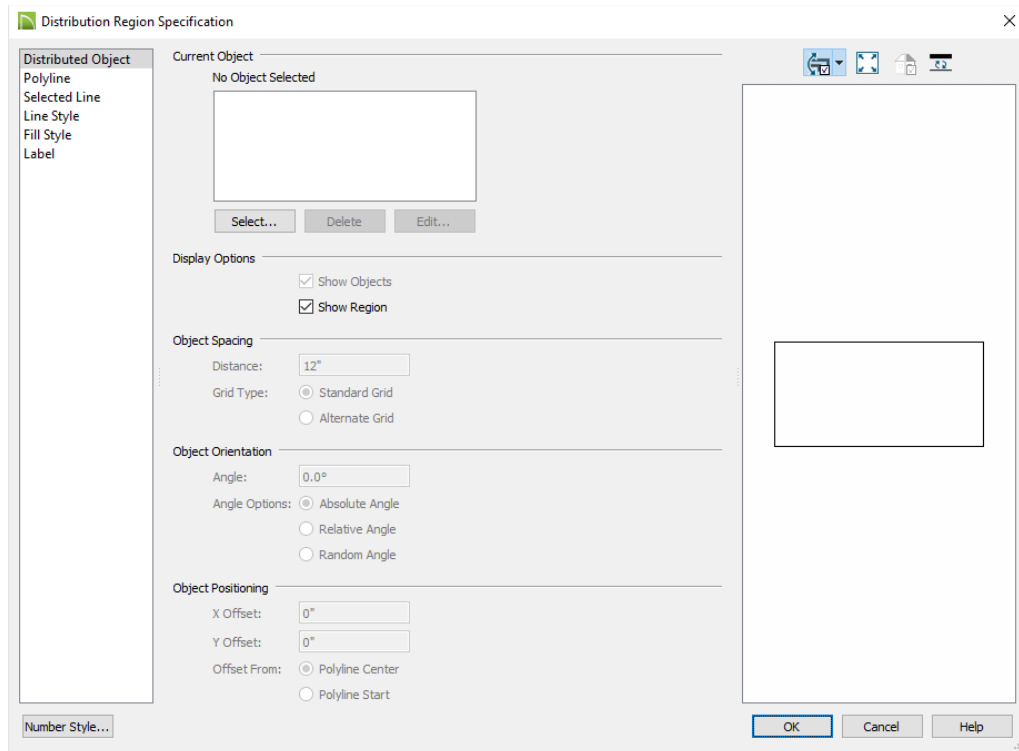 Distribution Region Specification
Distributed Object
Polyline
Selected Line
Line Style
Fill Style
Label
Current Object
No Object Selected
Select...
Delete
Edit...
Display Options
Show Objects
Show Region
Object Spacing
Distance: 12"
Grid Type: Standard Grid
Alternate Grid
Object Orientation
Angle: 0.0°
Angle Options: Absolute Angle
Relative Angle
Random Angle
Object Positioning
X Offset: 0"
Y Offset: 0"
Offset From: Polyline Center
Polyline Start
Number Style...
OK
Cancel
Help